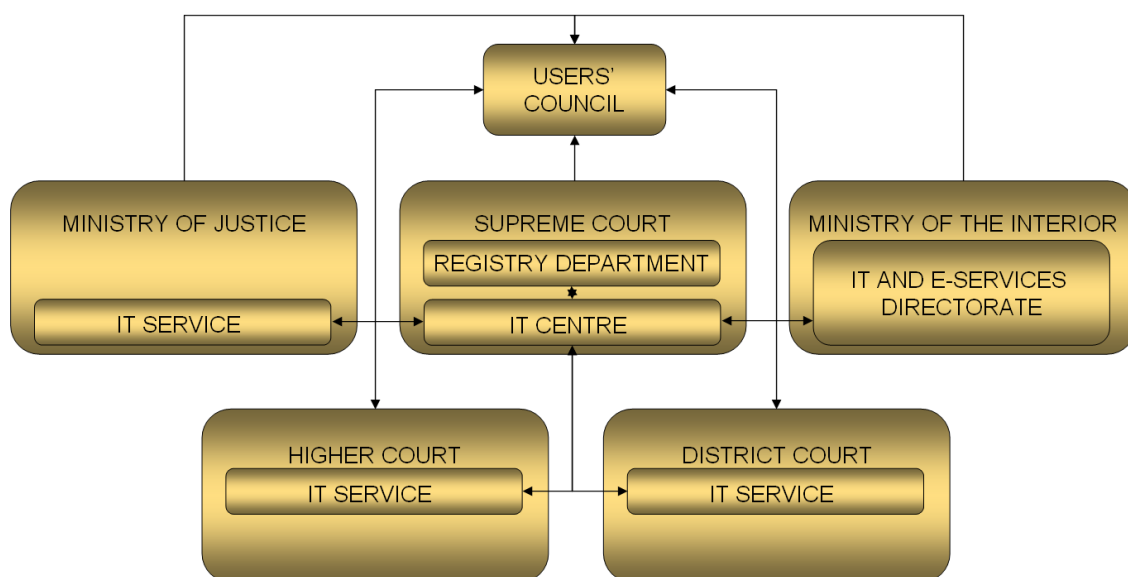 USERS'
COUNCIL
MINISTRY OF JUSTICE
SUPREME COURT
MINISTRY OF THE INTERIOR
REGISTRY DEPARTMENT
IT AND E-SERVICES
DIRECTORATE
IT SERVICE
IT CENTRE
HIGHER COURT
DISTRICT COURT
IT SERVICE
IT SERVICE